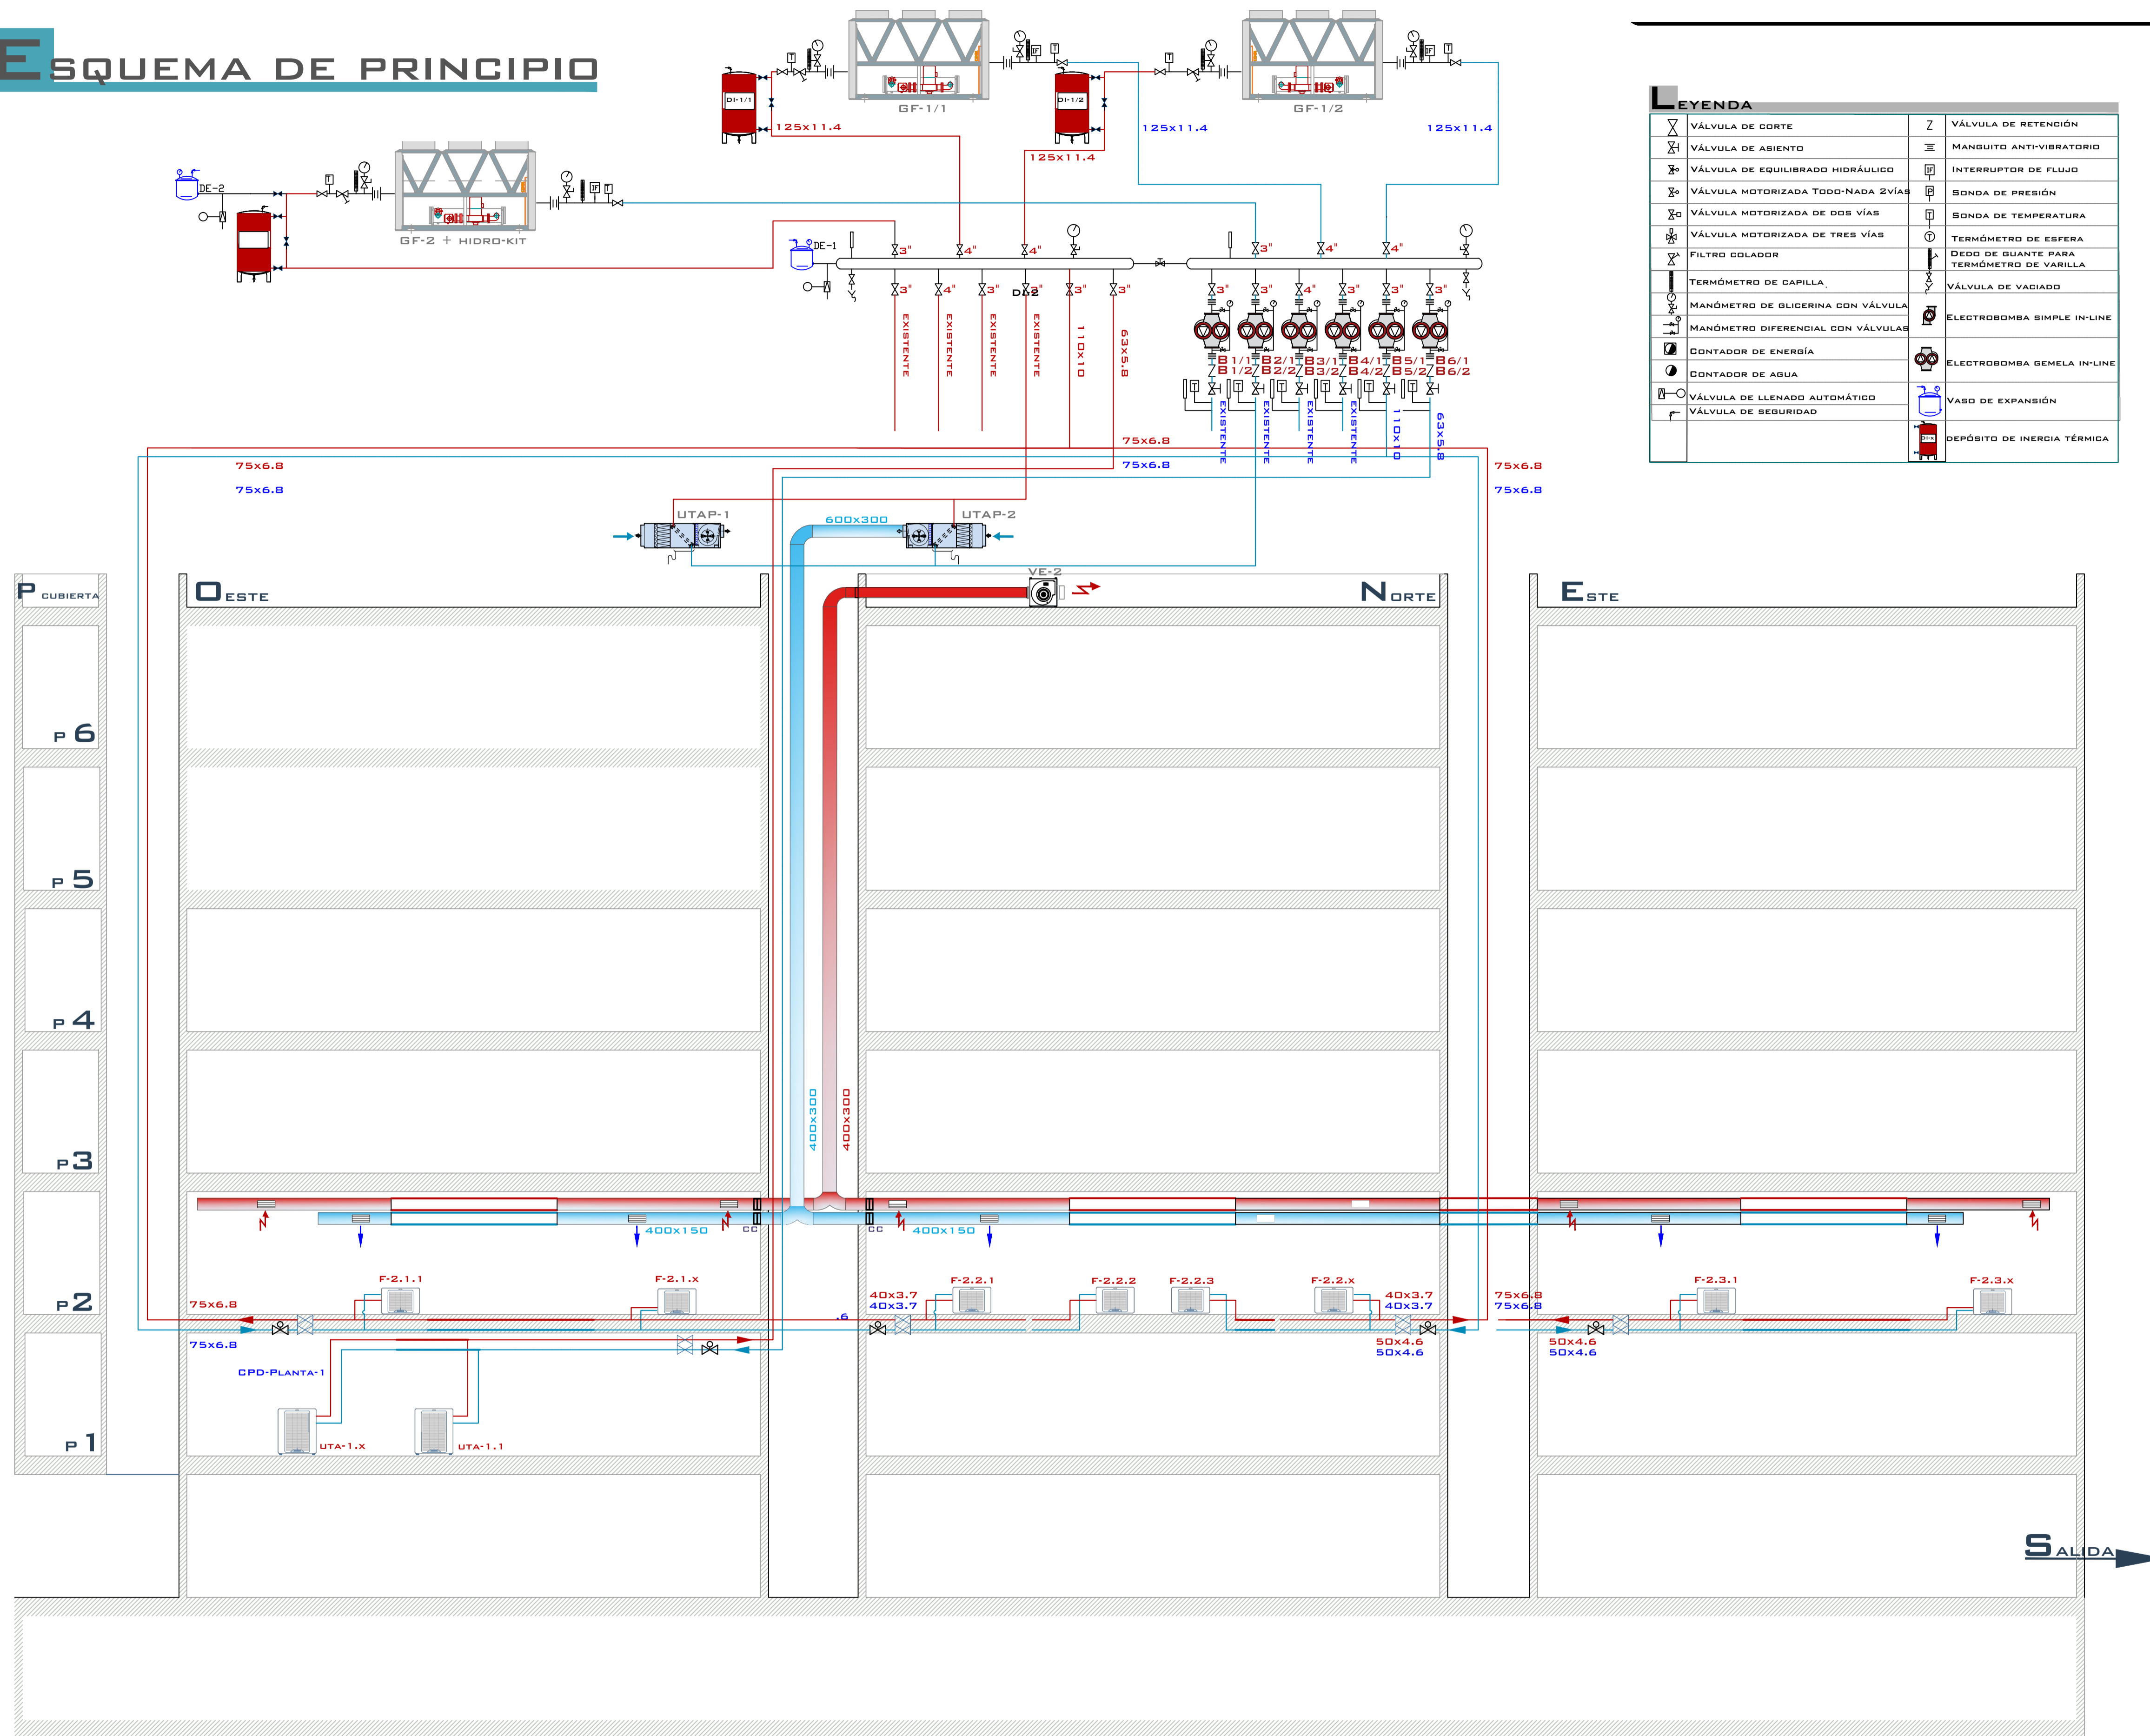 ESQUEMA DE PRINCIPIO
GF-1/1
GF-1/2
DI-1/1
DI-1/2
125x11.4
125x11.4
125x11.4
125x11.4
DE-2
GF-2 + HIDRO-KIT
DE-1
3"
4"
4"
3"
4"
4"
3"
4"
3"
3"
3"
3"
3"
3"
4"
3"
3"
3"
EXISTENTE
EXISTENTE
EXISTENTE
EXISTENTE
110x10
63x5.8
B1/1
B1/2
B2/1
B2/2
B3/1
B3/2
B4/1
B4/2
B5/1
B5/2
B6/1
B6/2
EXISTENTE
EXISTENTE
EXISTENTE
EXISTENTE
110x10
63x5.8
75x6.8
75x6.8
75x6.8
75x6.8
75x6.8
75x6.8
LEYENDA
VÁLVULA DE CORTE
VÁLVULA DE ASIENTO
VÁLVULA DE EQUILIBRADO HIDRÁULICO
VÁLVULA MOTORIZADA TODO-NADA 2VÍAS
VÁLVULA MOTORIZADA DE DOS VÍAS
VÁLVULA MOTORIZADA DE TRES VÍAS
FILTRO COLADOR
TERMÓMETRO DE CAPILLA
MANÓMETRO DE GLICERINA CON VÁLVULA
MANÓMETRO DIFERENCIAL CON VÁLVULAS
CONTADOR DE ENERGÍA
CONTADOR DE AGUA
VÁLVULA DE LLENADO AUTOMÁTICO
VÁLVULA DE SEGURIDAD
VÁLVULA DE RETENCIÓN
MANGUITO ANTI-VIBRATORIO
INTERRUPTOR DE FLUJO
SONDA DE PRESIÓN
SONDA DE TEMPERATURA
TERMÓMETRO DE ESFERA
DEDO DE GUANTE PARA
TERMÓMETRO DE VARILLA
VÁLVULA DE VACIADO
ELECTROBOMBA SIMPLE IN-LINE
ELECTROBOMBA GEMELA IN-LINE
VASO DE EXPANSIÓN
DI-X
DEPÓSITO DE INERCIA TÉRMICA
UTAP-1
600x300
UTAP-2
VE-2
P CUBIERTA
OESTE
NORTE
ESTE
P 6
P 5
P 4
P 3
P 2
P 1
400x300
400x300
400x150
CC
CC
400x150
F-2.1.1
F-2.1.X
F-2.2.1
F-2.2.2
F-2.2.3
F-2.2.X
F-2.3.1
F-2.3.X
75x6.8
75x6.8
.6
40x3.7
40x3.7
40x3.7
40x3.7
50x4.6
50x4.6
75x6.8
75x6.8
50x4.6
50x4.6
CPD-PLANTA-1
UTA-1.X
UTA-1.1
SALIDA